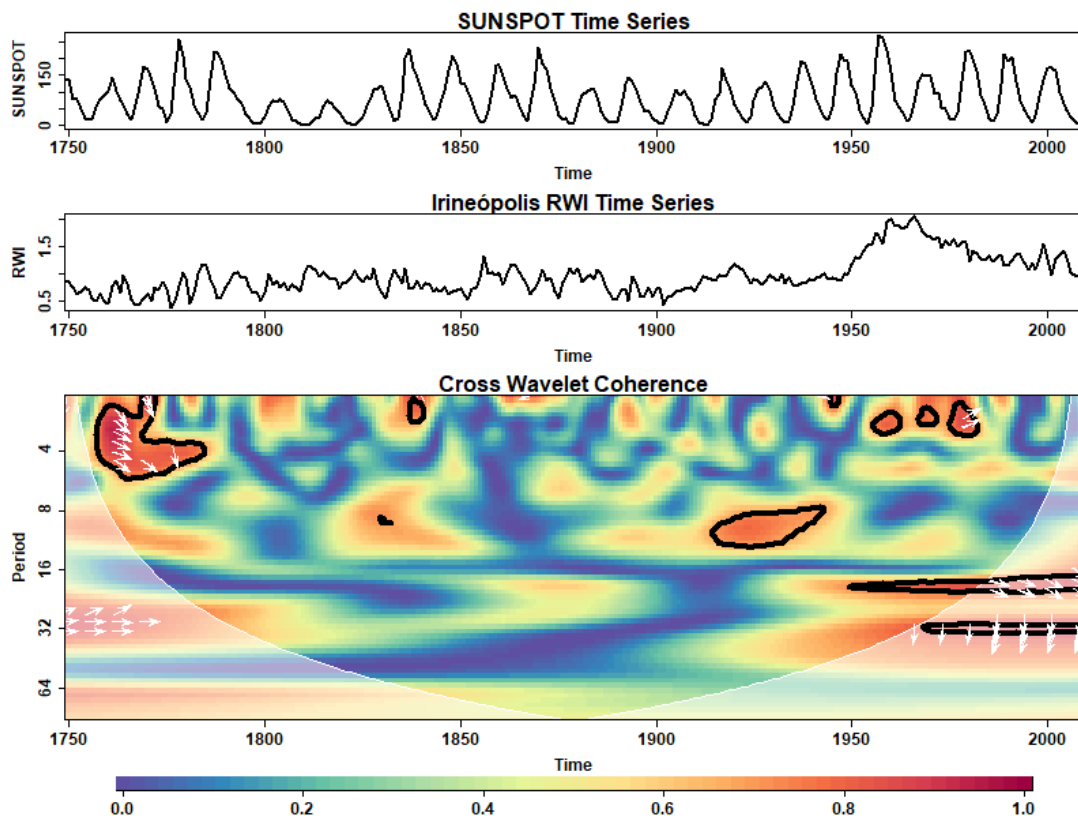 SUNSPOT Time Series
SUNSPOT
0 150
1750 1800 1850 1900 1950 2000
Time
Irineópolis RWI Time Series
RWI
0.5 1.5
1750 1800 1850 1900 1950 2000
Time
Cross Wavelet Coherence
Period
4
8
16
32
64
1750 1800 1850 1900 1950 2000
Time
0.0 0.2 0.4 0.6 0.8 1.0